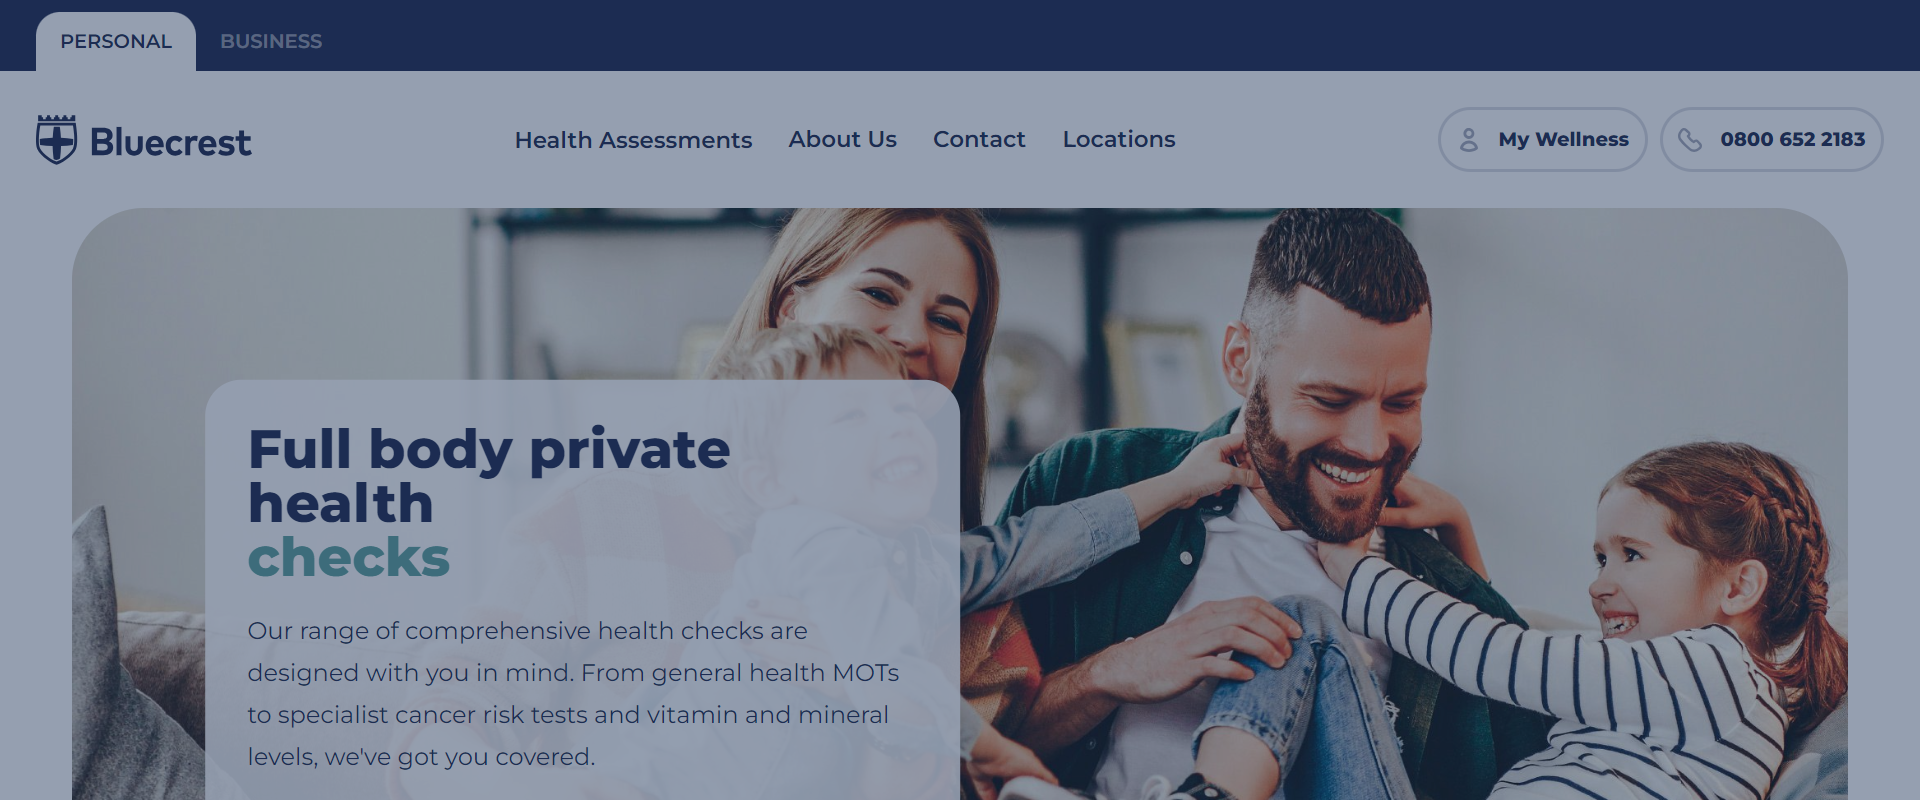 PERSONAL
BUSINESS
Bluecrest
Health Assessments
About Us
Contact
Locations
My Wellness
0800 652 2183
Full body private
health
checks
Our range of comprehensive health checks are
designed with you in mind. From general health MOTs
to specialist cancer risk tests and vitamin and mineral
levels, we've got you covered.